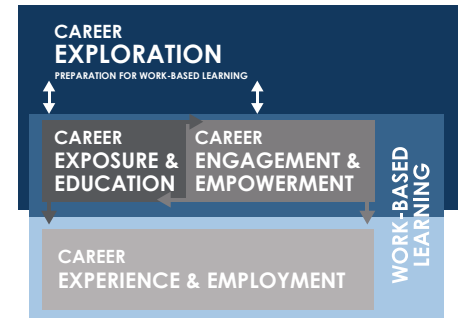 CAREER
EXPLORATION
PREPARATION FOR WORK-BASED LEARNING
CAREER
EXPOSURE &
EDUCATION
CAREER
ENGAGEMENT &
EMPOWERMENT
WORK-BASED
LEARNING
CAREER
EXPERIENCE & EMPLOYMENT